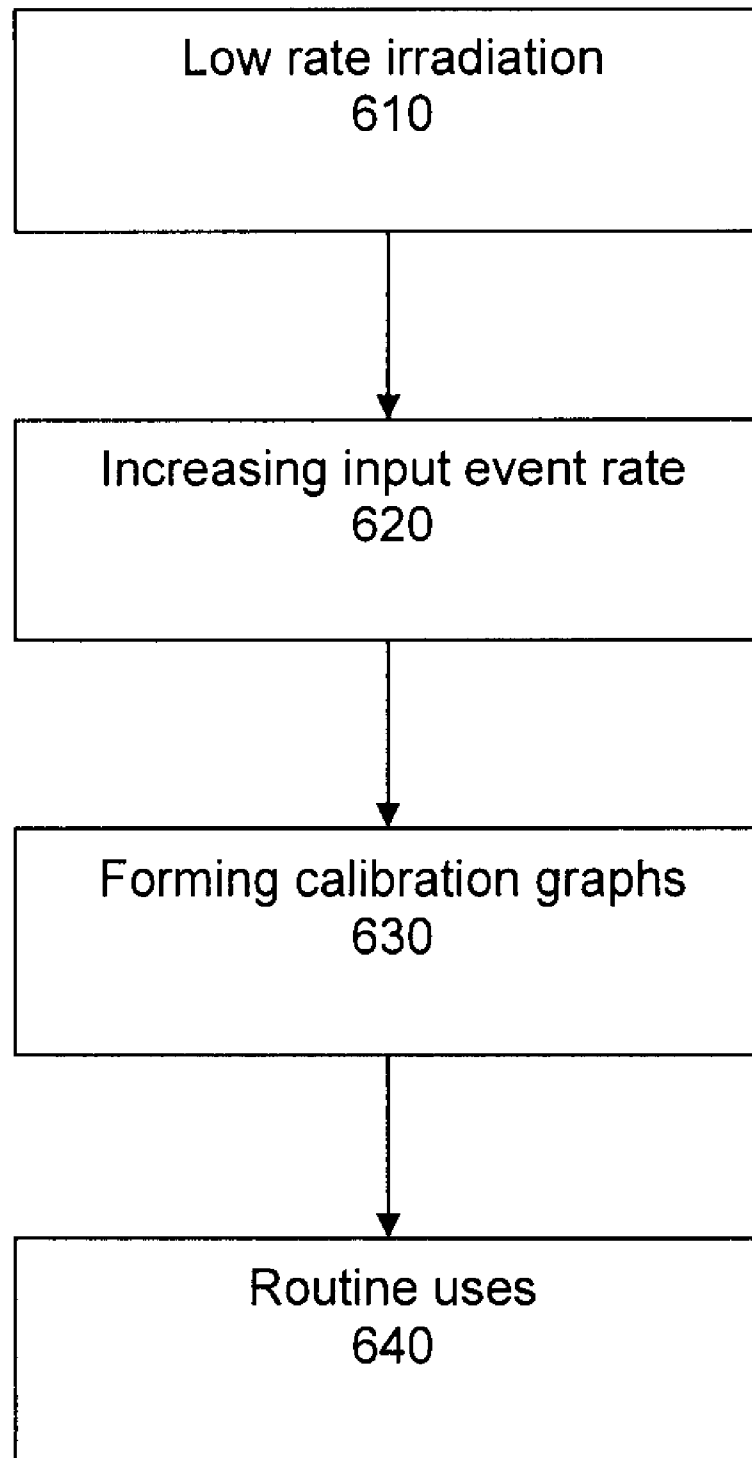 Low rate irradiation
610
Increasing input event rate
620
Forming calibration graphs
630
Routine uses
640